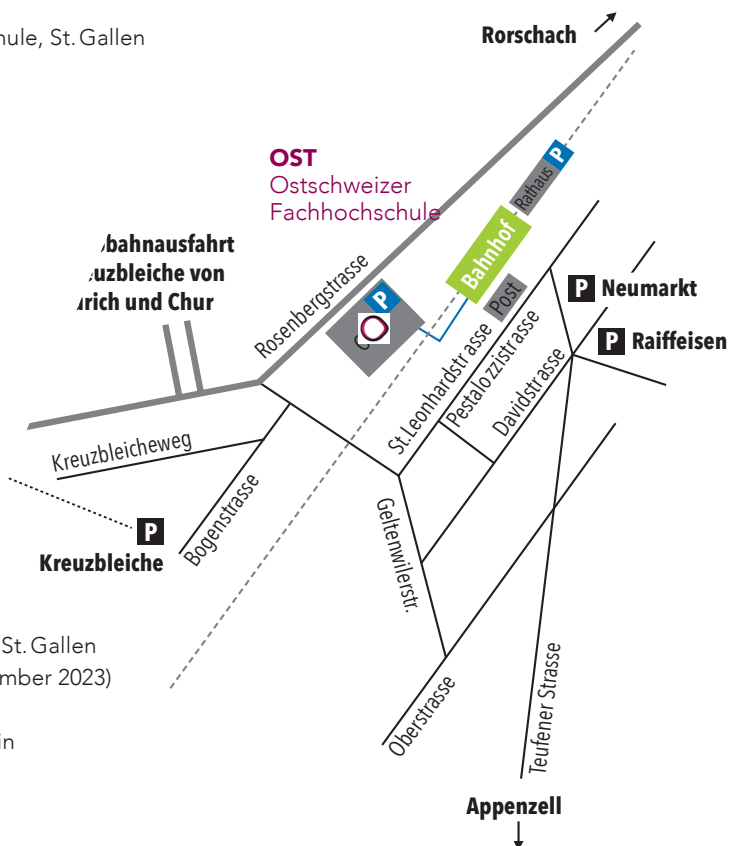 hule, St. Gallen
Rorschach
OST
Ostschweizer
Fachhochschule
P
Rathaus
Bahnhof
bahnausfahrt
uzbleiche von
rich und Chur
Rosenbergstrasse
P
Post
P Neumarkt
P Raiffeisen
St.Leonhardstrasse
Pestalozzistrasse
Davidstrasse
Kreuzbleicheweg
Bogenstrasse
P
Kreuzbleiche
Geltenwilerstr.
St. Gallen
mber 2023)
in
Oberstrasse
Teufener Strasse
Appenzell